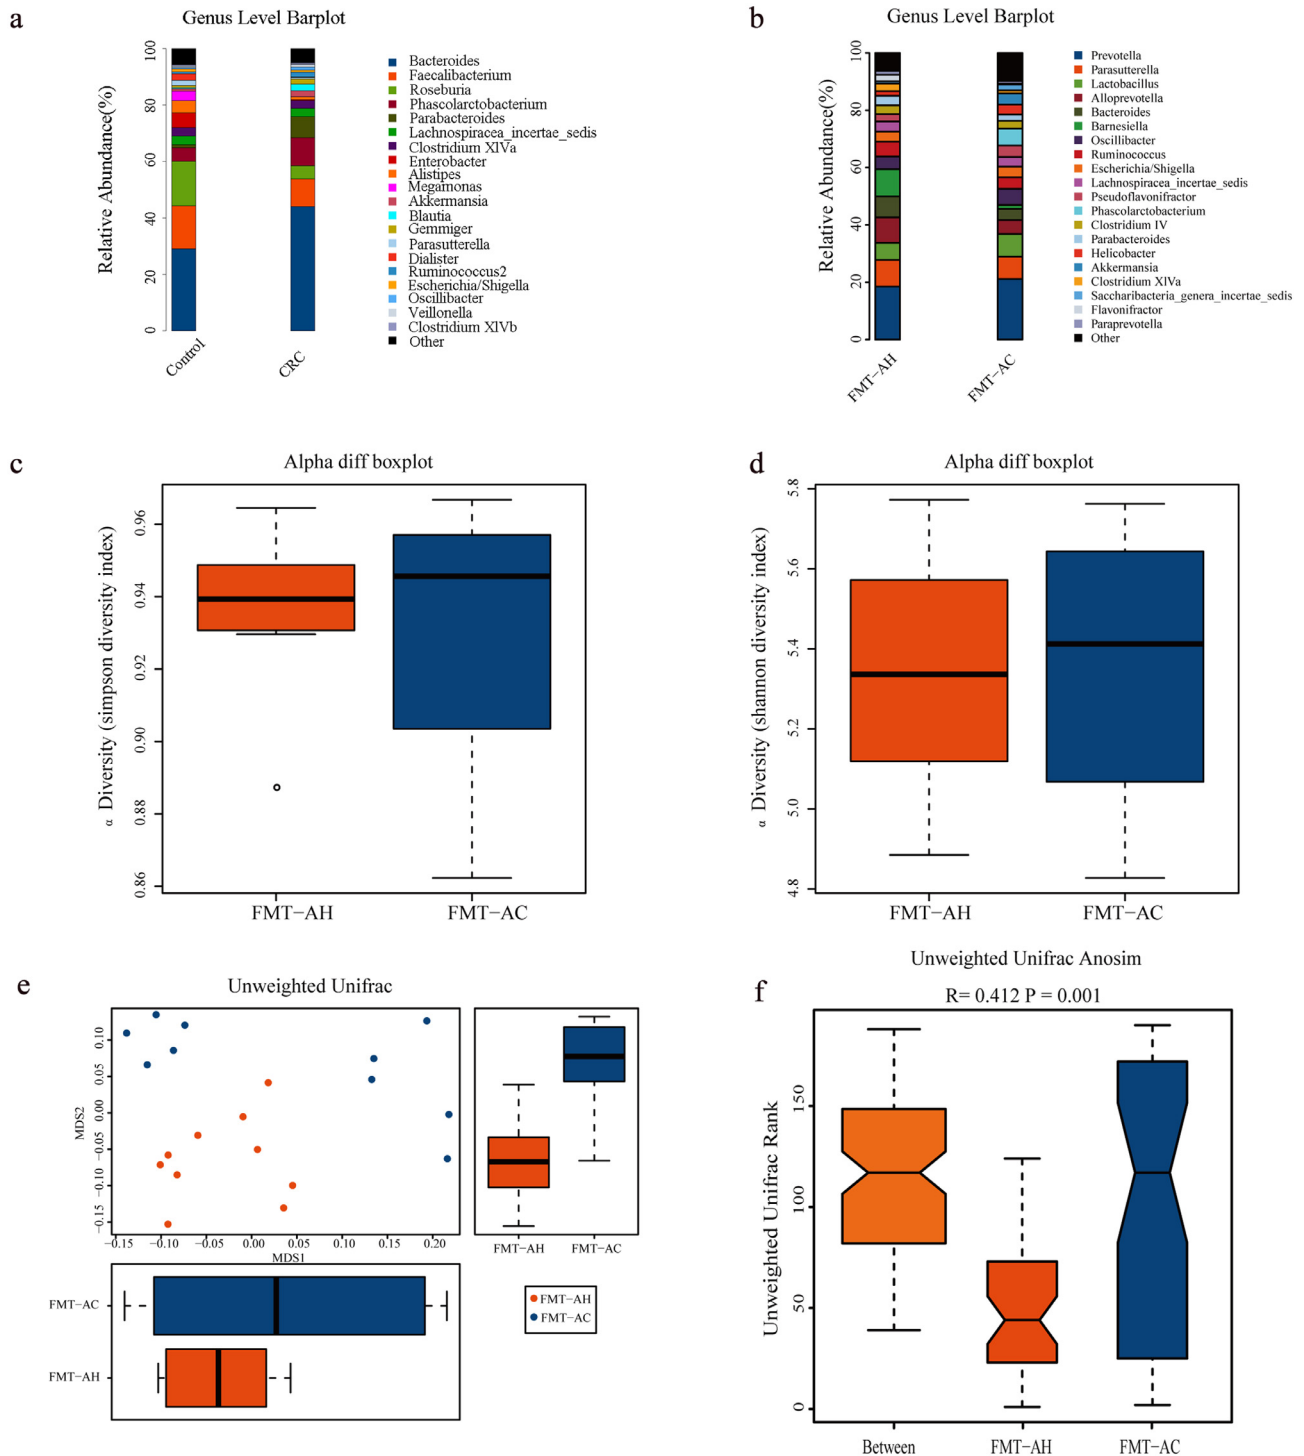 a
Genus Level Barplot
Relative Abundance(%)
100
80
60
40
20
0
Control
CRC
Bacteroides
Faecalibacterium
Roseburia
Phascolarctobacterium
Parabacteroides
Lachnospiracea_incertae_sedis
Clostridium XIVa
Enterobacter
Alistipes
Megamonas
Akkermansia
Blautia
Gemmiger
Parasutterella
Dialister
Ruminococcus2
Escherichia/Shigella
Oscillibacter
Veillonella
Clostridium XIVb
Other
b
Genus Level Barplot
Relative Abundance(%)
100
80
60
40
20
0
FMT-AH
FMT-AC
Prevotella
Parasutterella
Lactobacillus
Alloprevotella
Bacteroides
Barnesiella
Oscillibacter
Ruminococcus
Escherichia/Shigella
Lachnospiracea_incertae_sedis
Pseudoflavonifractor
Phascolarctobacterium
Clostridium IV
Parabacteroides
Helicobacter
Akkermansia
Clostridium XIVa
Saccharibacteria_genera_incertae_sedis
Flavonifractor
Paraprevotella
Other
c
Alpha diff boxplot
α Diversity (simpson diversity index)
0.96
0.94
0.92
0.90
0.88
0.86
FMT-AH
FMT-AC
d
Alpha diff boxplot
α Diversity (shannon diversity index)
5.8
5.6
5.4
5.2
5.0
4.8
FMT-AH
FMT-AC
e
Unweighted Unifrac
MDS2
0.10
0.05
0.00
-0.05
-0.10
-0.15
-0.15
-0.10
-0.05
0.00
0.05
0.10
0.15
0.20
MDS1
FMT-AH
FMT-AC
FMT-AC
FMT-AH
FMT-AH
FMT-AC
f
Unweighted Unifrac Anosim
R= 0.412 P = 0.001
Unweighted Unifrac Rank
150
100
50
0
Between
FMT-AH
FMT-AC